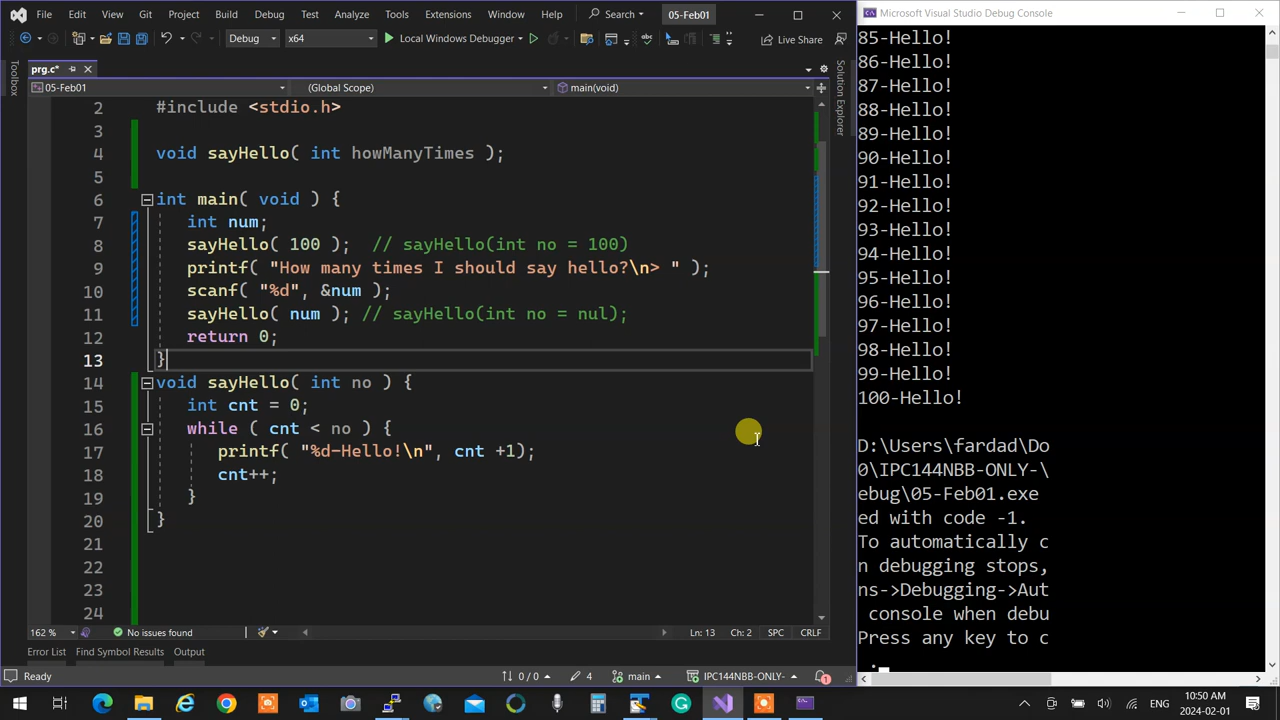 File Edit View Git Project Build Debug Test Analyze Tools Extensions Window Help Search 05-Feb01
Debug x64 Local Windows Debugger Live Share
prg.c*
05-Feb01 (Global Scope) main(void)
Toolbox
Solution Explorer
2 #include <stdio.h>
3
4 void sayHello( int howManyTimes );
5
6 int main( void ) {
7 int num;
8 sayHello( 100 ); // sayHello(int no = 100)
9 printf( "How many times I should say hello?\n> " );
10 scanf( "%d", &num );
11 sayHello( num ); // sayHello(int no = nul);
12 return 0;
13 }
14 void sayHello( int no ) {
15 int cnt = 0;
16 while ( cnt < no ) {
17 printf( "%d-Hello!\n", cnt +1);
18 cnt++;
19 }
20 }
21
22
23
24
162 % No issues found Ln: 13 Ch: 2 SPC CRLF
Error List Find Symbol Results Output
Ready 0 / 0 4 main IPC144NBB-ONLY- 1
Microsoft Visual Studio Debug Console
85-Hello!
86-Hello!
87-Hello!
88-Hello!
89-Hello!
90-Hello!
91-Hello!
92-Hello!
93-Hello!
94-Hello!
95-Hello!
96-Hello!
97-Hello!
98-Hello!
99-Hello!
100-Hello!
D:\Users\fardad\Do
0\IPC144NBB-ONLY-\
ebug\05-Feb01.exe
ed with code -1.
To automatically c
n debugging stops,
ns->Debugging->Aut
console when debu
Press any key to c
.
ENG 10:50 AM
2024-02-01